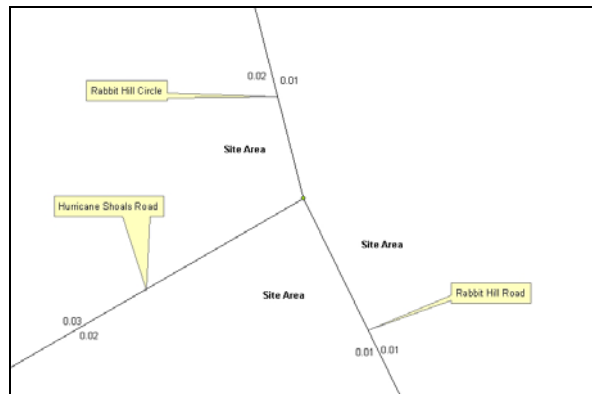 0.02
0.01
Rabbit Hill Circle
Site Area
Hurricane Shoals Road
Site Area
Site Area
Rabbit Hill Road
0.03
0.02
0.01
0.01